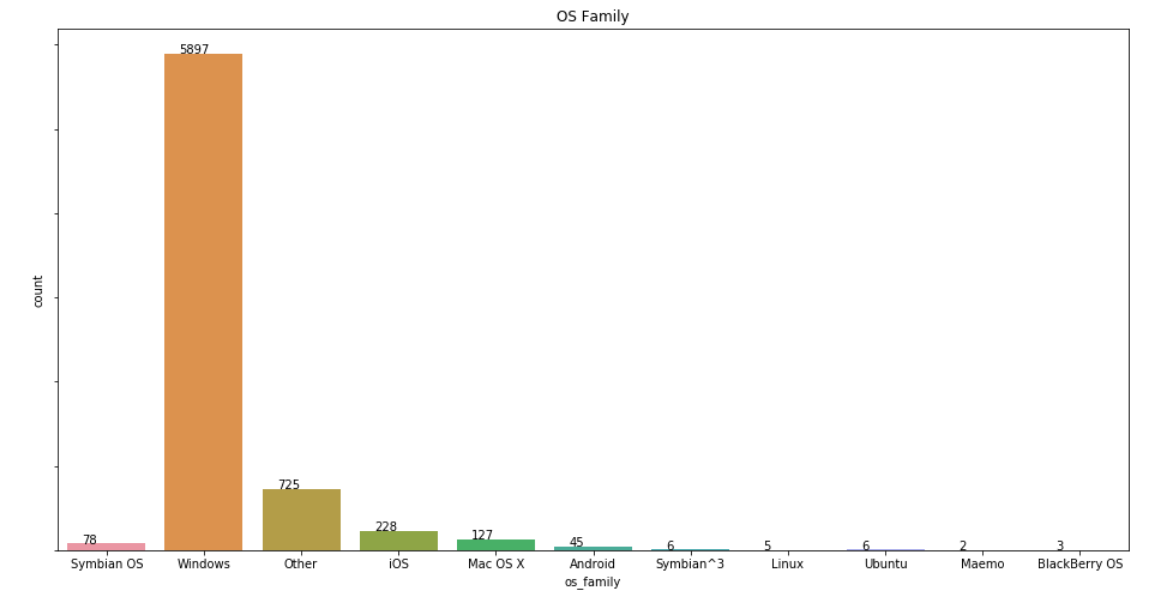 OS Family
5897
725
228
127
78
45
6
5
6
2
3
count
Symbian OS Windows Other iOS Mac OS X Android Symbian^3 Linux Ubuntu Maemo BlackBerry OS
os_family